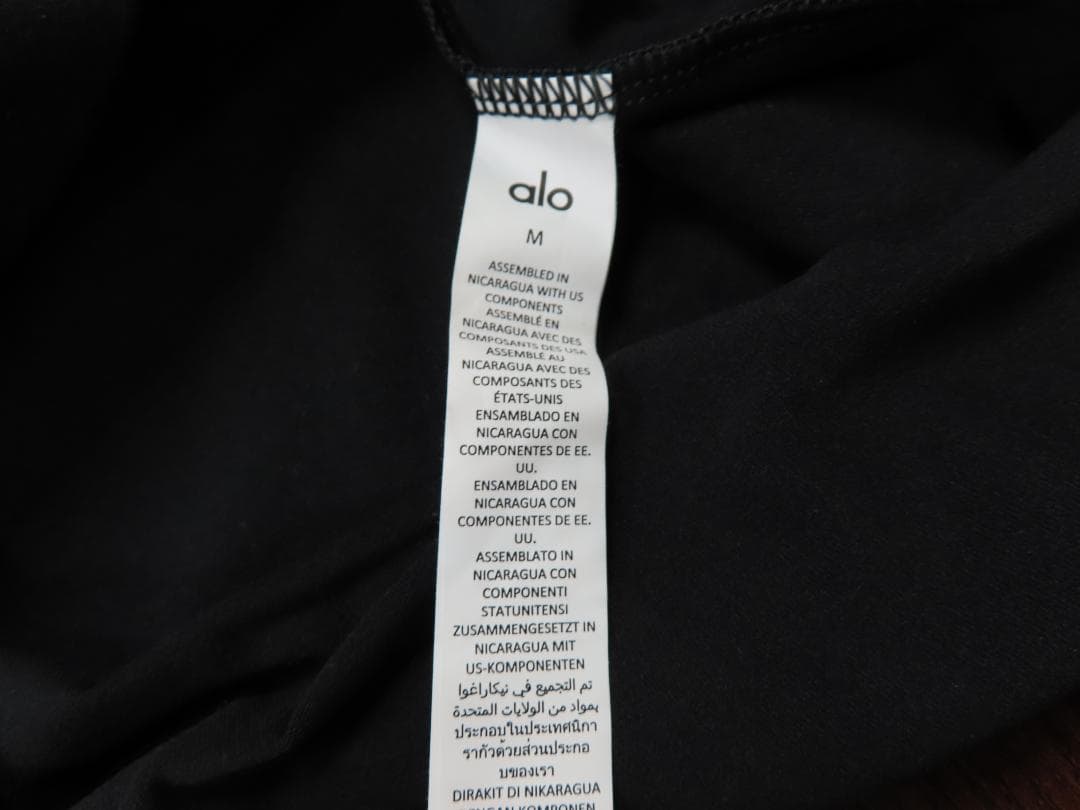 alo
M
ASSEMBLED IN
NICARAGUA WITH US
COMPONENTS
ASSEMBLÉ EN
NICARAGUA AVEC DES
COMPOSANTS DES USA
ASSEMBLÉ AU
NICARAGUA AVEC DES
COMPOSANTS DES
ÉTATS-UNIS
ENSAMBLADO EN
NICARAGUA CON
COMPONENTES DE EE.
UU.
ENSAMBLADO EN
NICARAGUA CON
COMPONENTES DE EE.
UU.
ASSEMBLATO IN
NICARAGUA CON
COMPONENTI
STATUNITENSI
ZUSAMMENGESETZT IN
NICARAGUA MIT
US-KOMPONENTEN
تم التجميع في نيكاراغوا
بمواد من الولايات المتحدة
ประกอบในประเทศนิกา
รากัวด้วยส่วนประกอ
บของเรา
DIRAKIT DI NIKARAGUA
DENGAN KOMPONEN